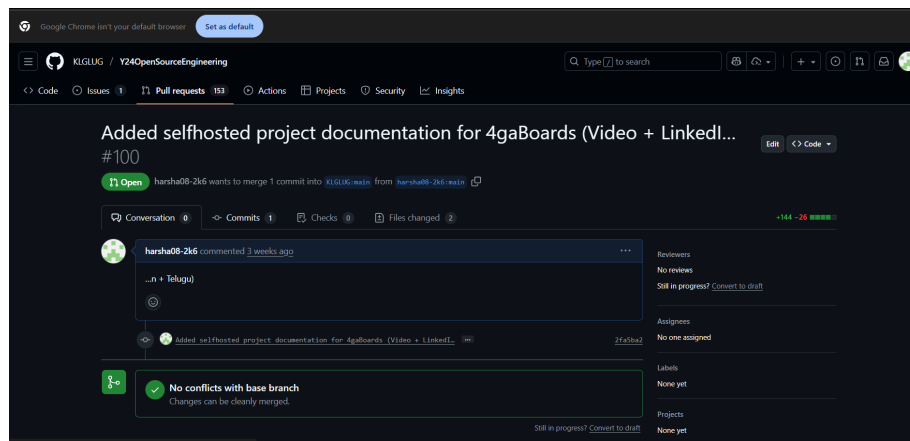 Google Chrome isn't your default browser Set as default
KLGLUG / Y24OpenSourceEngineering
Type / to search
Code Issues 1 Pull requests 153 Actions Projects Security Insights
Added selfhosted project documentation for 4gaBoards (Video + LinkedI...
#100
Edit Code
Open harsha08-2k6 wants to merge 1 commit into KLGLUG:main from harsha08-2k6:main
Conversation 0 Commits 1 Checks 0 Files changed 2
+144 -26
harsha08-2k6 commented 3 weeks ago
...n + Telugu)
Added selfhosted project documentation for 4gaBoards (Video + LinkedI…
2fa5ba2
No conflicts with base branch
Changes can be cleanly merged.
Still in progress? Convert to draft
Reviewers
No reviews
Still in progress? Convert to draft
Assignees
No one assigned
Labels
None yet
Projects
None yet